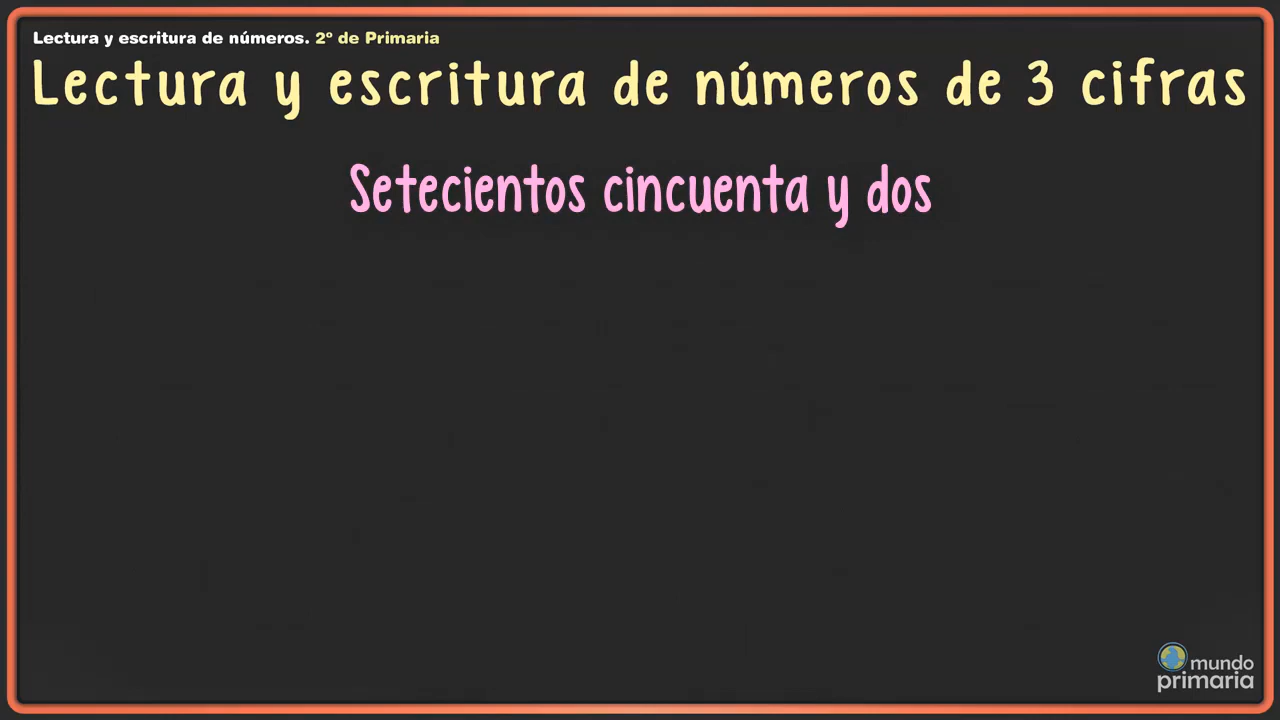 Lectura y escritura de números. 2º de Primaria
Lectura y escritura de números de 3 cifras
Setecientos cincuenta y dos
mundo
primaria